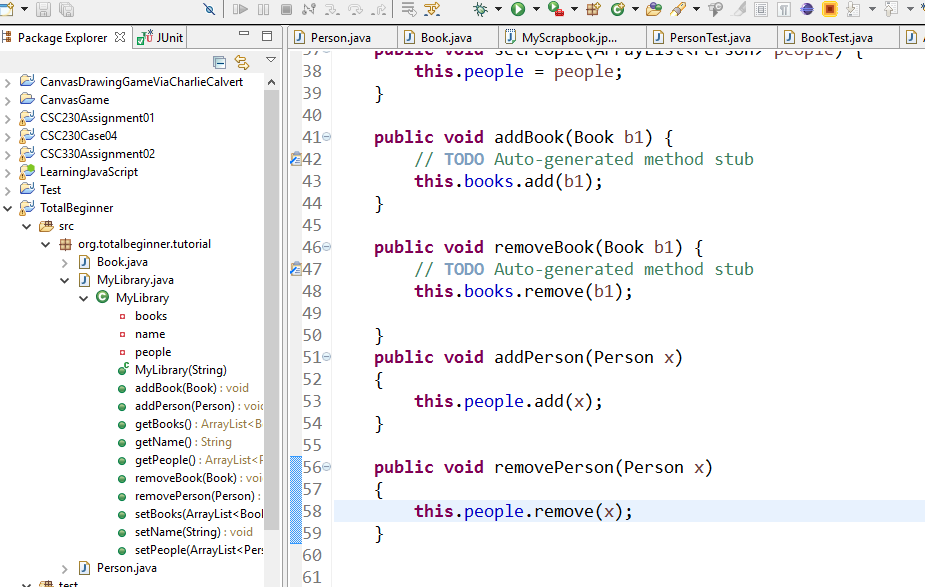 Package Explorer
JUnit
CanvasDrawingGameViaCharlieCalvert
CanvasGame
CSC230Assignment01
CSC230Case04
CSC330Assignment02
LearningJavaScript
Test
TotalBeginner
src
org.totalbeginner.tutorial
Book.java
MyLibrary.java
MyLibrary
books
name
people
MyLibrary(String)
addBook(Book) : void
addPerson(Person) : void
getBooks() : ArrayList<B
getName() : String
getPeople() : ArrayList<P
removeBook(Book) : voi
removePerson(Person) :
setBooks(ArrayList<Bool
setName(String) : void
setPeople(ArrayList<Per:
Person.java
test
Person.java Book.java MyScrapbook.jp... PersonTest.java BookTest.java
37 public void setPeople(ArrayList<Person> people) {
38 this.people = people;
39 }
40
41 public void addBook(Book b1) {
42 // TODO Auto-generated method stub
43 this.books.add(b1);
44 }
45
46 public void removeBook(Book b1) {
47 // TODO Auto-generated method stub
48 this.books.remove(b1);
49
50 }
51 public void addPerson(Person x)
52 {
53 this.people.add(x);
54 }
55
56 public void removePerson(Person x)
57 {
58 this.people.remove(x);
59 }
60
61